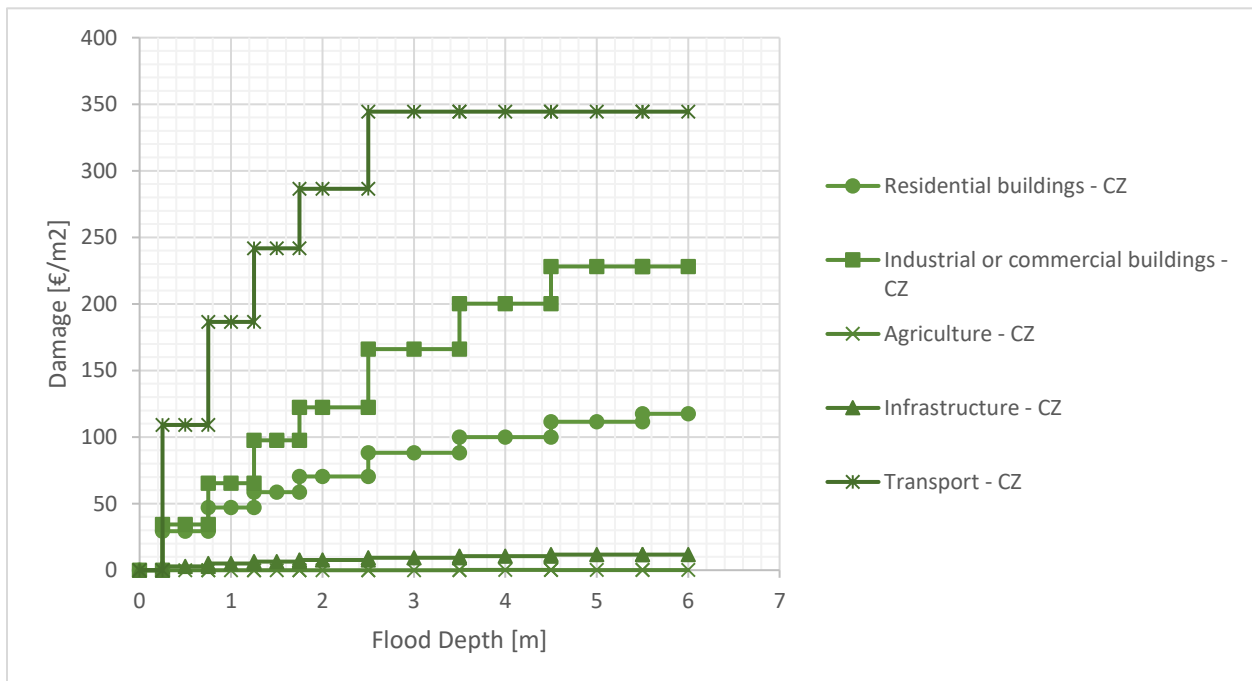 400
350
300
250
200
150
100
50
0
Damage [€/m2]
0 1 2 3 4 5 6 7
Flood Depth [m]
Residential buildings - CZ
Industrial or commercial buildings -
CZ
Agriculture - CZ
Infrastructure - CZ
Transport - CZ